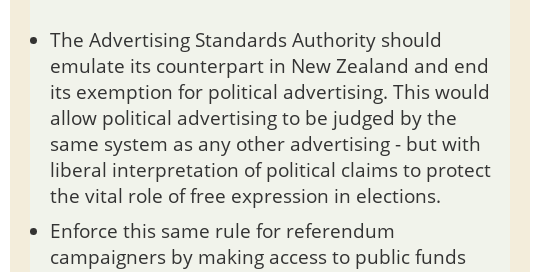 • The Advertising Standards Authority should
emulate its counterpart in New Zealand and end
its exemption for political advertising. This would
allow political advertising to be judged by the
same system as any other advertising - but with
liberal interpretation of political claims to protect
the vital role of free expression in elections.
• Enforce this same rule for referendum
campaigners by making access to public funds